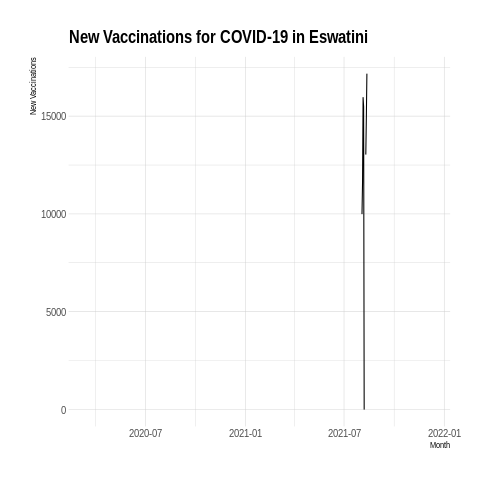 New Vaccinations for COVID-19 in Eswatini
New Vaccinations
15000
10000
5000
0
2020-07
2021-01
2021-07
2022-01
Month